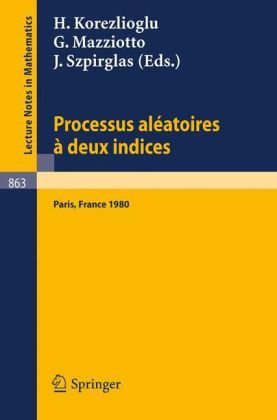 Lecture Notes in Mathematics
863
H. Korezlioglu
G. Mazziotto
J. Szpirglas (Eds.)
Processus aléatoires
à deux indices
Paris, France 1980
Springer